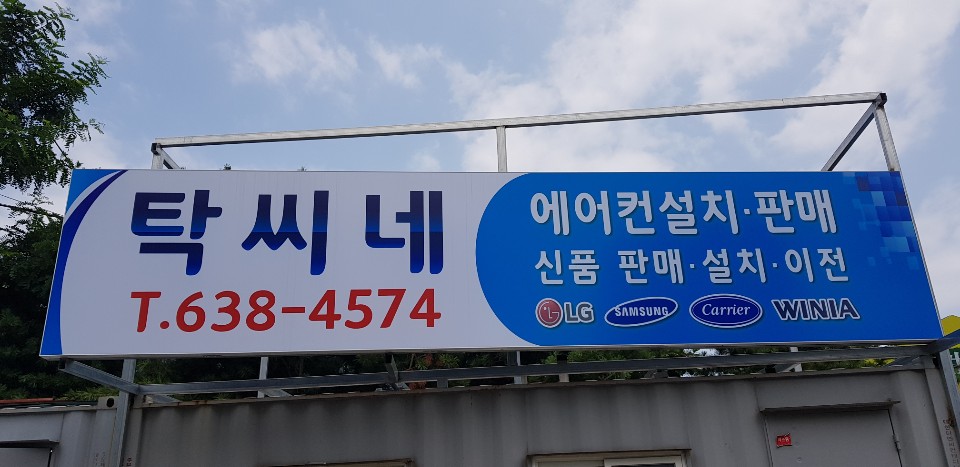 탁씨네
T.638-4574
에어컨설치·판매
신품 판매·설치·이전
LG SAMSUNG Carrier WINIA